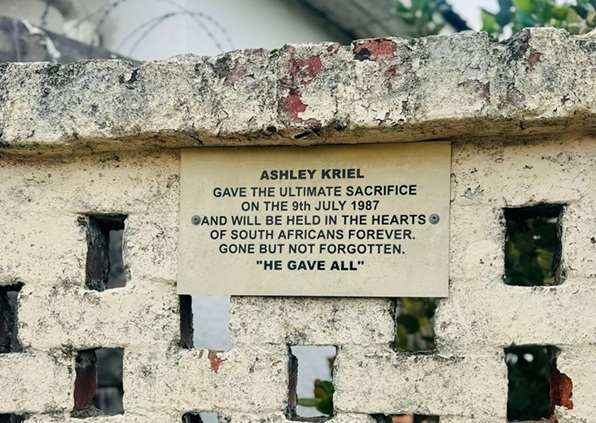 ASHLEY KRIEL
GAVE THE ULTIMATE SACRIFICE
ON THE 9th JULY 1987
AND WILL BE HELD IN THE HEARTS
OF SOUTH AFRICANS FOREVER.
GONE BUT NOT FORGOTTEN.
"HE GAVE ALL"